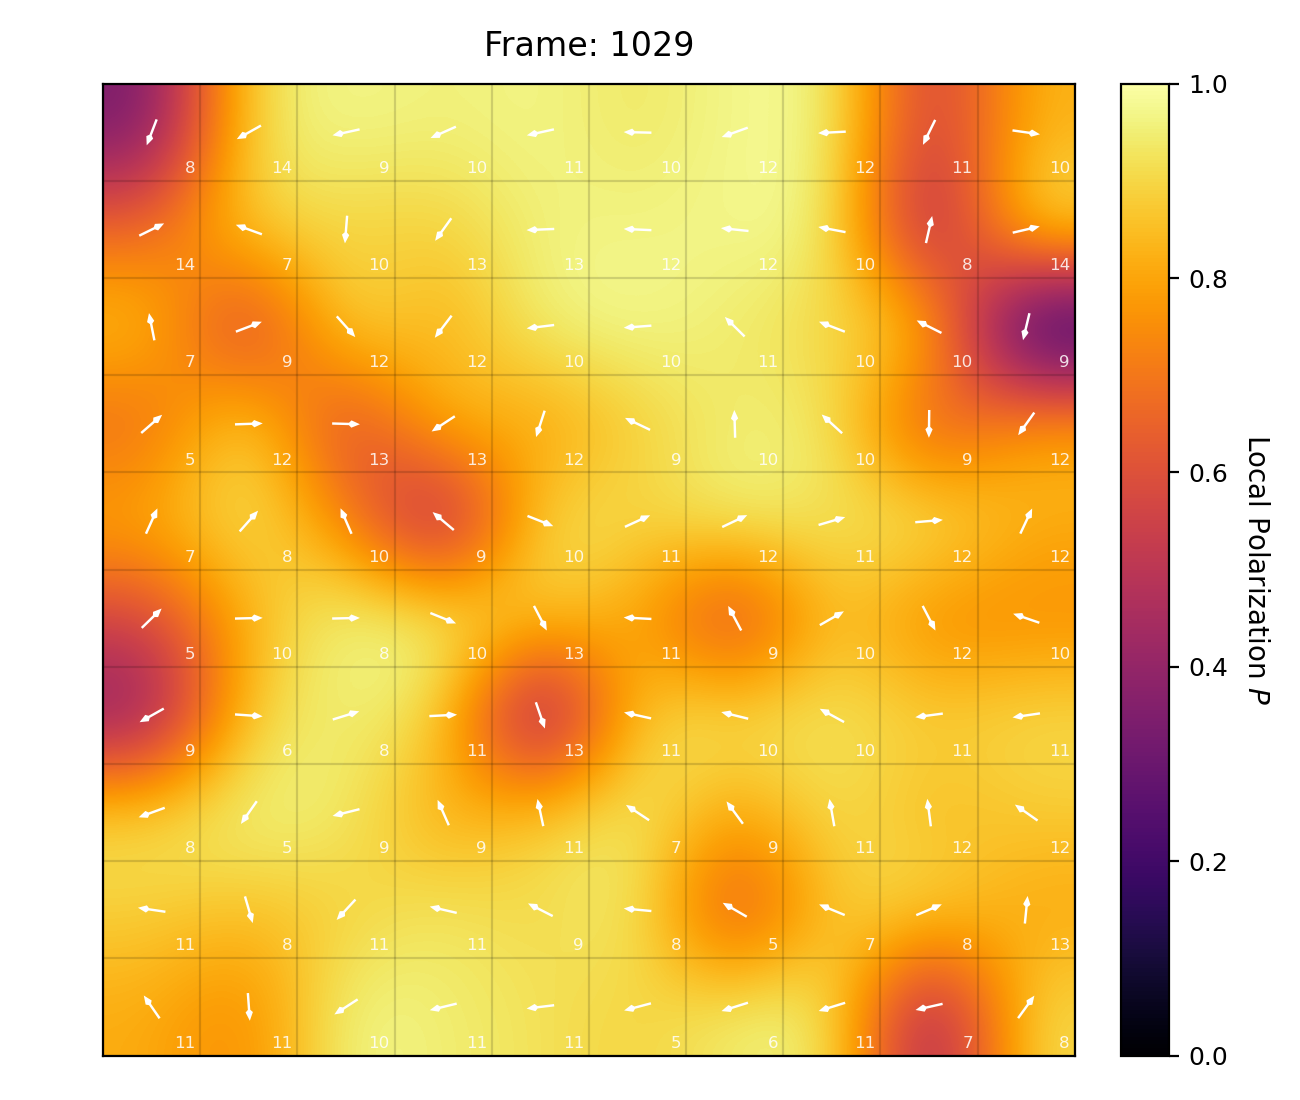 Frame: 1029
8 14 9 10 11 10 12 12 11 10
14 7 10 13 13 12 12 10 8 14
7 9 12 12 10 10 11 10 10 9
5 12 13 13 12 9 10 10 9 12
7 8 10 9 10 11 12 11 12 12
5 10 8 10 13 11 9 10 12 10
9 6 8 11 13 11 10 10 11 11
8 5 9 9 11 7 9 11 12 12
11 8 11 11 9 8 5 7 8 13
11 11 10 11 11 5 6 11 7 8
1.0
0.8
0.6
0.4
0.2
0.0
Local Polarization P